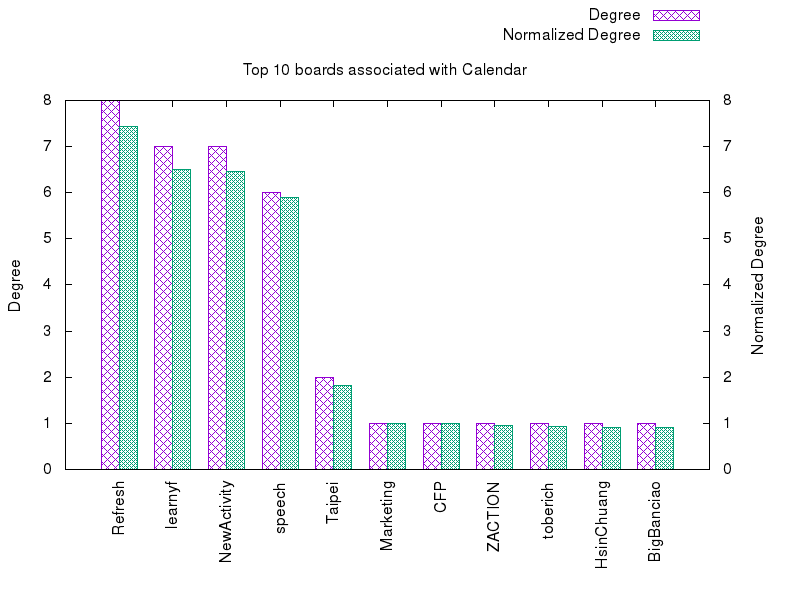 Degree
Normalized Degree
Top 10 boards associated with Calendar
8 8
7 7
6 6
5 5
4 4
3 3
2 2
1 1
0 0
Degree
Normalized Degree
Refresh
learnyf
NewActivity
speech
Taipei
Marketing
CFP
ZACTION
toberich
HsinChuang
BigBanciao